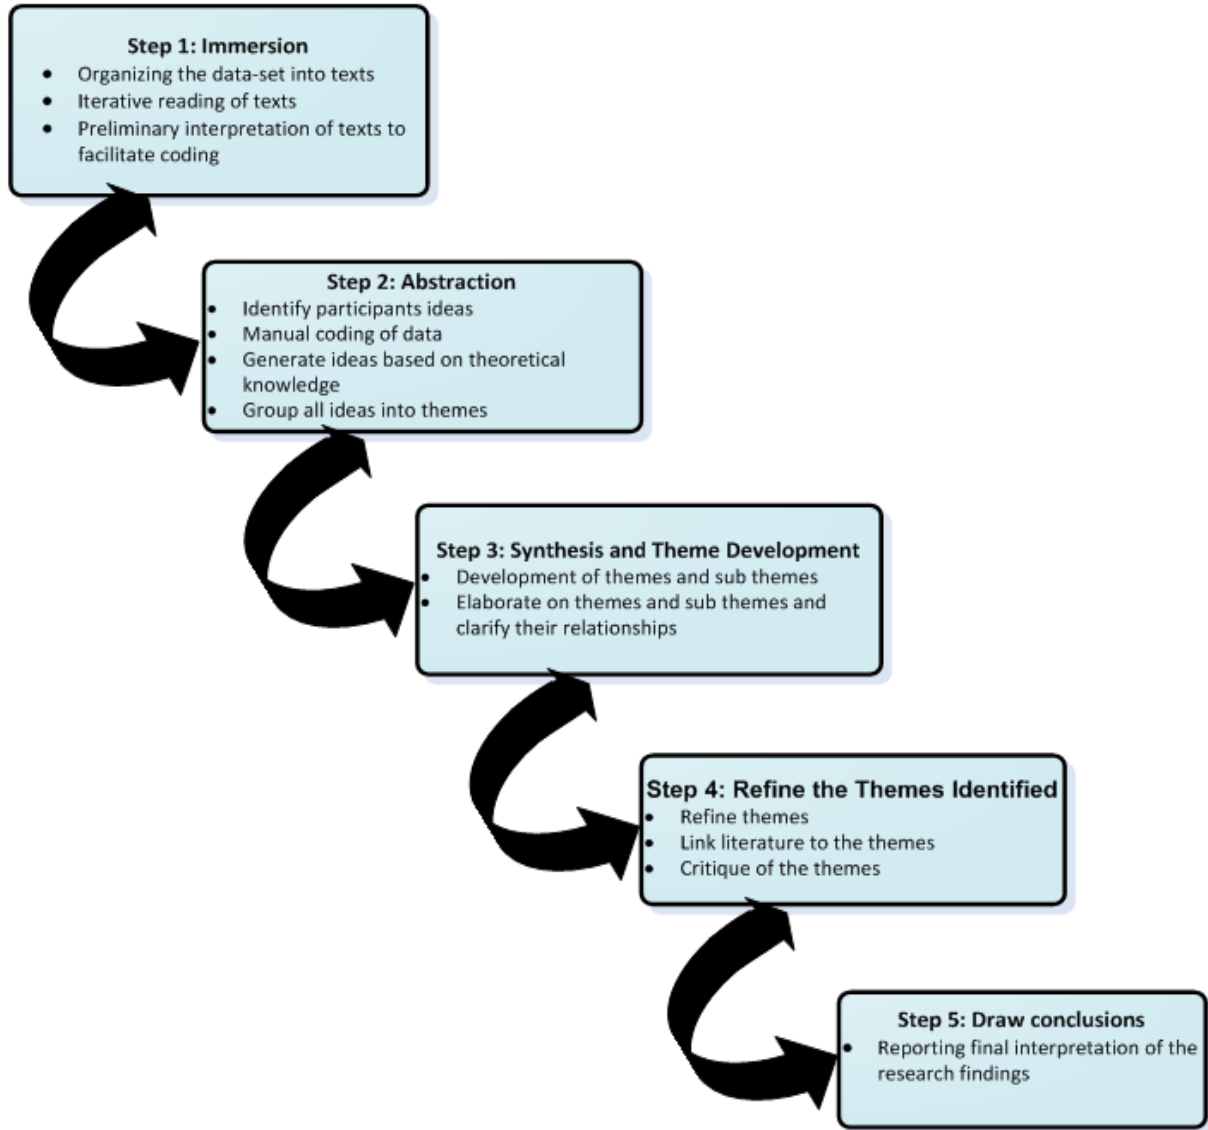 Step 1: Immersion
• Organizing the data-set into texts
• Iterative reading of texts
• Preliminary interpretation of texts to
facilitate coding
Step 2: Abstraction
• Identify participants ideas
• Manual coding of data
• Generate ideas based on theoretical
knowledge
• Group all ideas into themes
Step 3: Synthesis and Theme Development
• Development of themes and sub themes
• Elaborate on themes and sub themes and
clarify their relationships
Step 4: Refine the Themes Identified
• Refine themes
• Link literature to the themes
• Critique of the themes
Step 5: Draw conclusions
• Reporting final interpretation of the
research findings